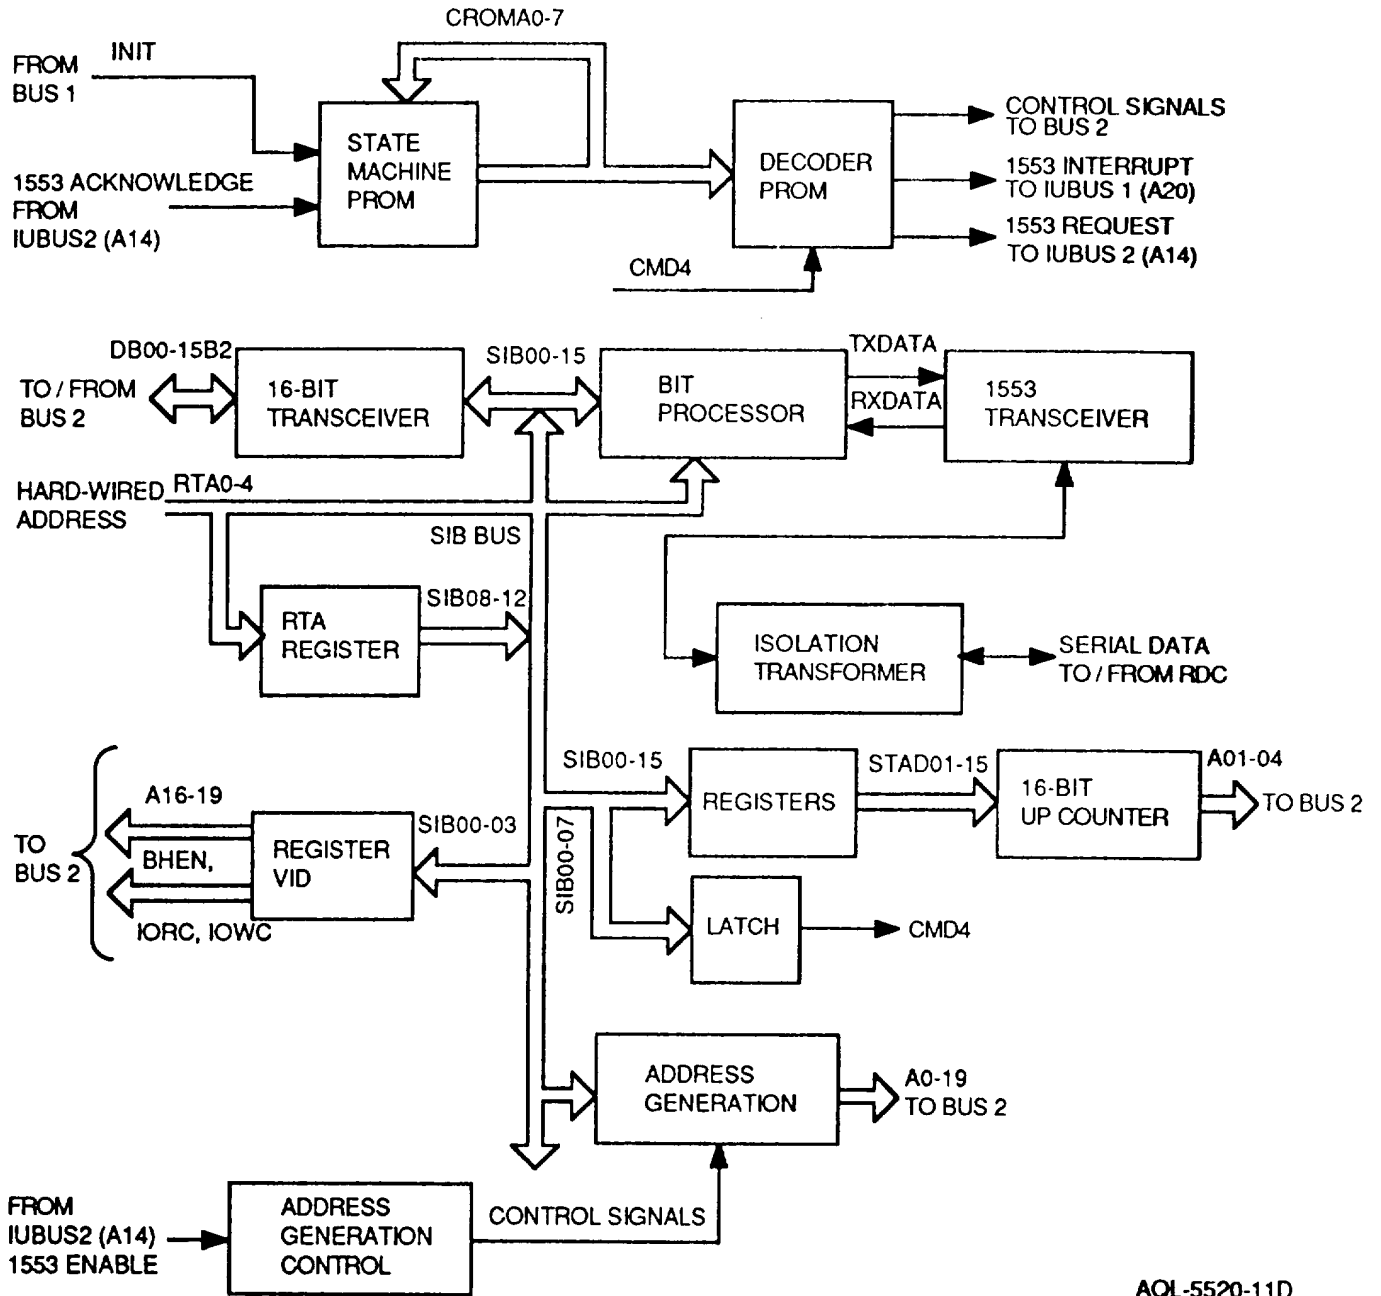 CROMA0-7
INIT
FROM
BUS 1
STATE
MACHINE
PROM
1553 ACKNOWLEDGE
FROM
IUBUS2 (A14)
DECODER
PROM
CONTROL SIGNALS
TO BUS 2
1553 INTERRUPT
TO IUBUS 1 (A20)
1553 REQUEST
TO IUBUS 2 (A14)
CMD4
DB00-15B2
TO / FROM
BUS 2
16-BIT
TRANSCEIVER
SIB00-15
BIT
PROCESSOR
TXDATA
RXDATA
1553
TRANSCEIVER
HARD-WIRED
ADDRESS
RTA0-4
SIB BUS
RTA
REGISTER
SIB08-12
ISOLATION
TRANSFORMER
SERIAL DATA
TO / FROM RDC
SIB00-15
REGISTERS
STAD01-15
16-BIT
UP COUNTER
A01-04
TO BUS 2
TO
BUS 2
A16-19
BHEN,
IORC, IOWC
REGISTER
VID
SIB00-03
SIB00-07
LATCH
CMD4
ADDRESS
GENERATION
A0-19
TO BUS 2
FROM
IUBUS2 (A14)
1553 ENABLE
ADDRESS
GENERATION
CONTROL
CONTROL SIGNALS
AOL-5520-11D